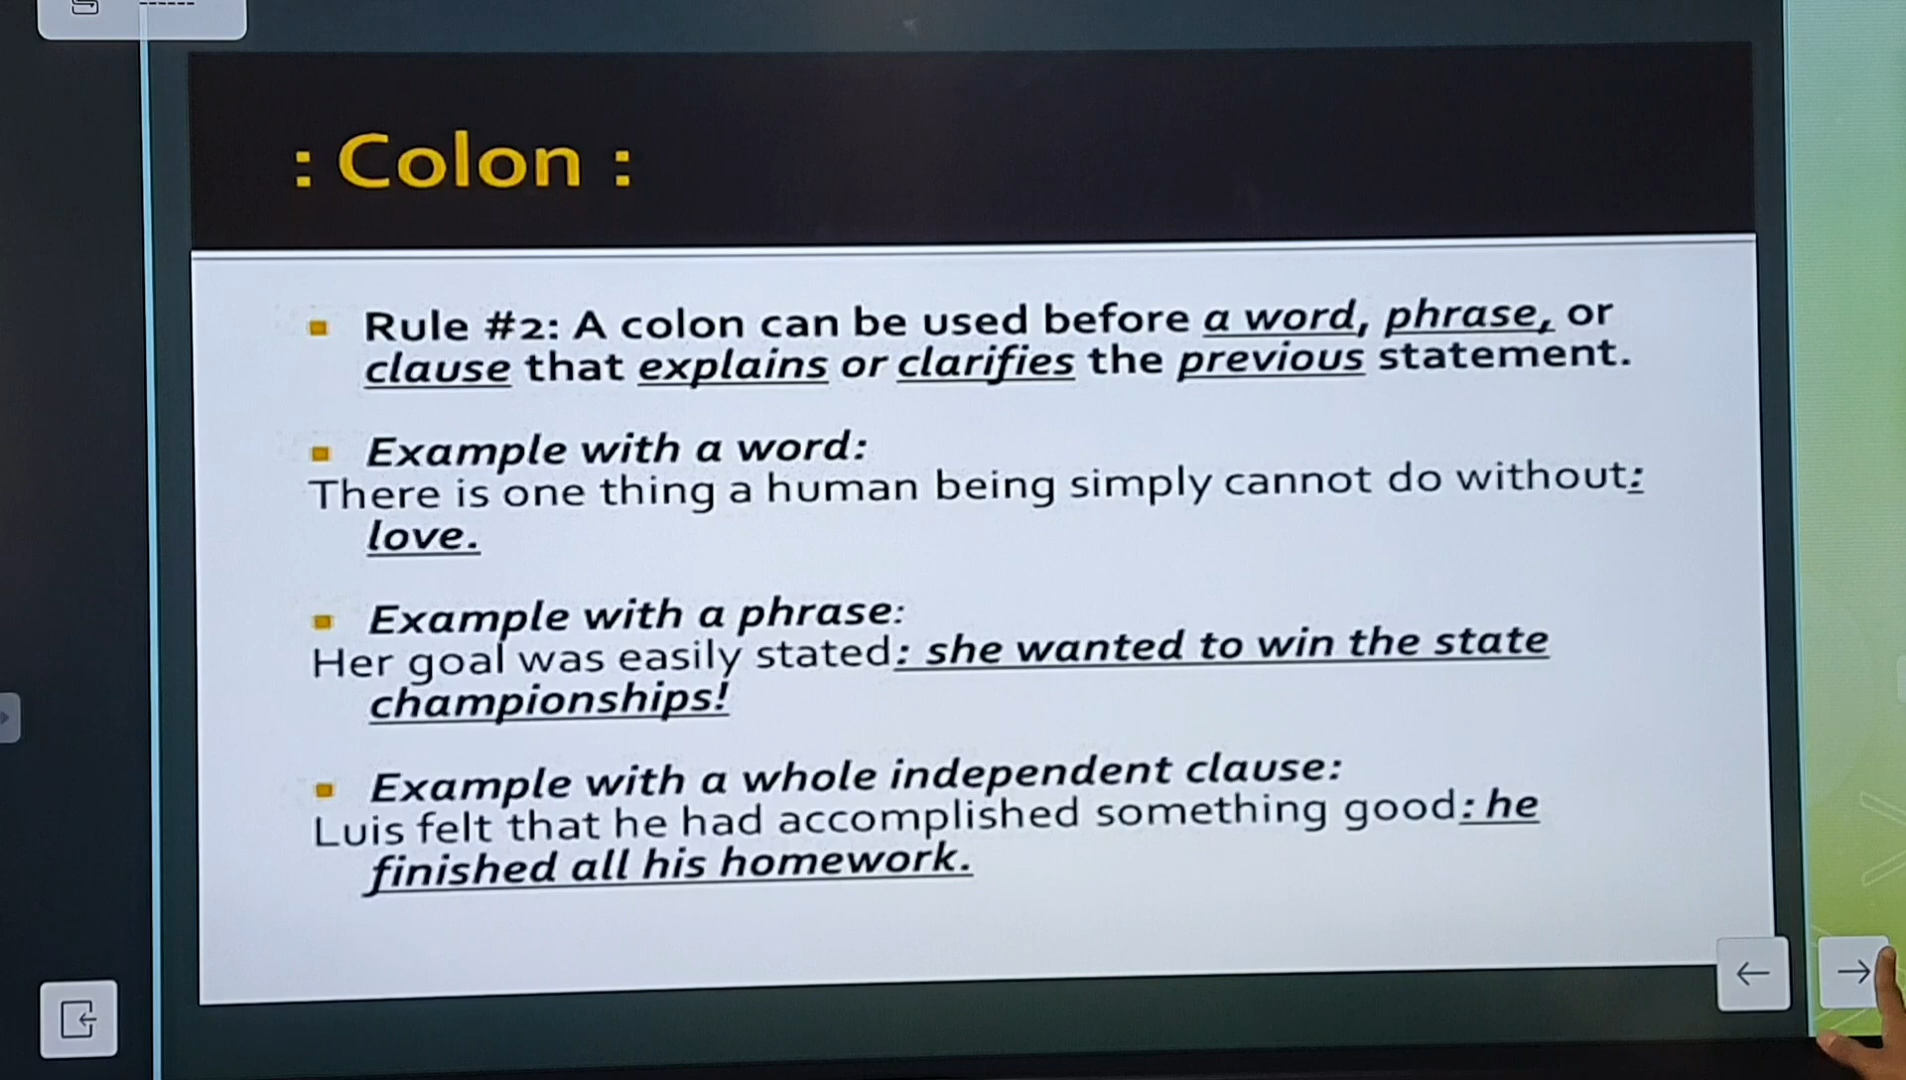 : Colon :
Rule #2: A colon can be used before a word, phrase, or
clause that explains or clarifies the previous statement.
Example with a word:
There is one thing a human being simply cannot do without:
love.
Example with a phrase:
Her goal was easily stated: she wanted to win the state
championships!
Example with a whole independent clause:
Luis felt that he had accomplished something good: he
finished all his homework.